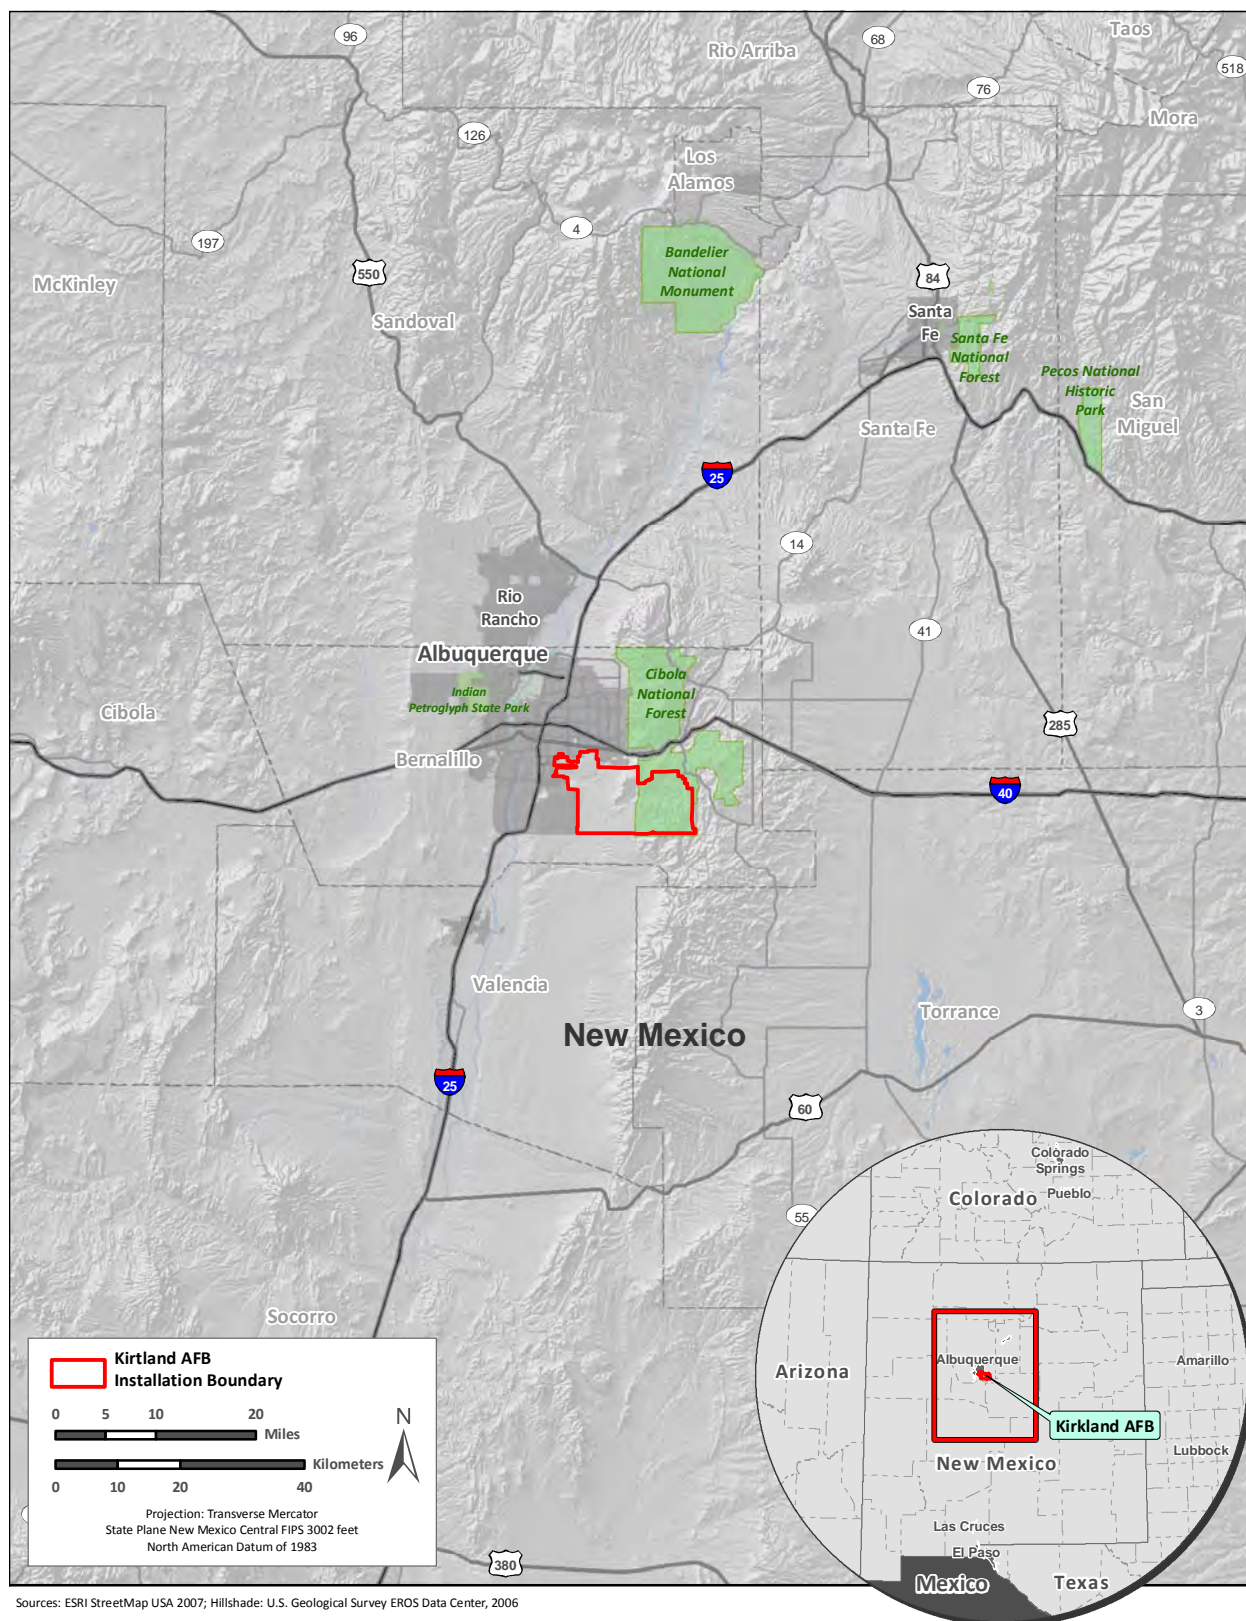 96
Rio Arriba
68
Taos
518
76
Mora
126
Los
Alamos
4
197
Bandelier
National
Monument
550
84
McKinley
Sandoval
Santa
Fe
Santa Fe
National
Forest
Pecos National
Historic
Park
San
Miguel
Santa Fe
25
14
Rio
Rancho
41
Albuquerque
Cibola
National
Forest
Indian
Petroglyph State Park
Cibola
285
Bernalillo
40
Valencia
Torrance
3
New Mexico
25
60
55
Socorro
380
Kirtland AFB
Installation Boundary
0 5 10 20
Miles
Kilometers
0 10 20 40
N
Projection: Transverse Mercator
State Plane New Mexico Central FIPS 3002 feet
North American Datum of 1983
Colorado
Springs
Colorado
Pueblo
Albuquerque
Amarillo
Arizona
Kirkland AFB
Lubbock
New Mexico
Las Cruces
El Paso
Mexico
Texas
Sources: ESRI StreetMap USA 2007; Hillshade: U.S. Geological Survey EROS Data Center, 2006